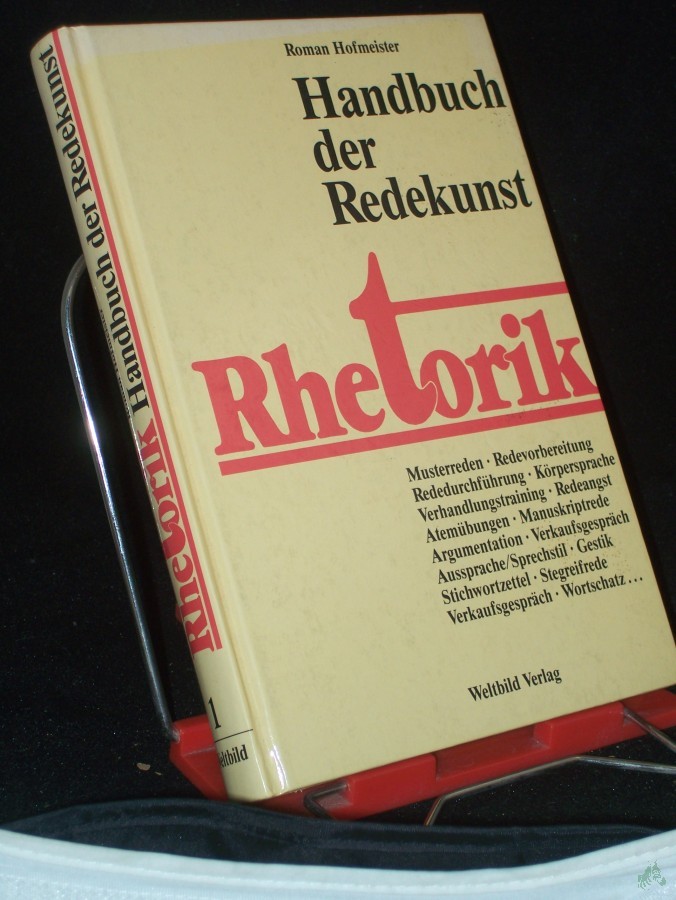 Roman Hofmeister
Handbuch
der
Redekunst
Rhetorik
Musterreden · Redevorbereitung
Rededurchführung · Körpersprache
Verhandlungstraining · Redeangst
Atemübungen · Manuskriptrede
Argumentation · Verkaufsgespräch
Aussprache/Sprechstil · Gestik
Stichwortzettel · Stegreifrede
Verkaufsgespräch · Wortschatz...
Weltbild Verlag
Rhetorik Handbuch der Redekunst
1